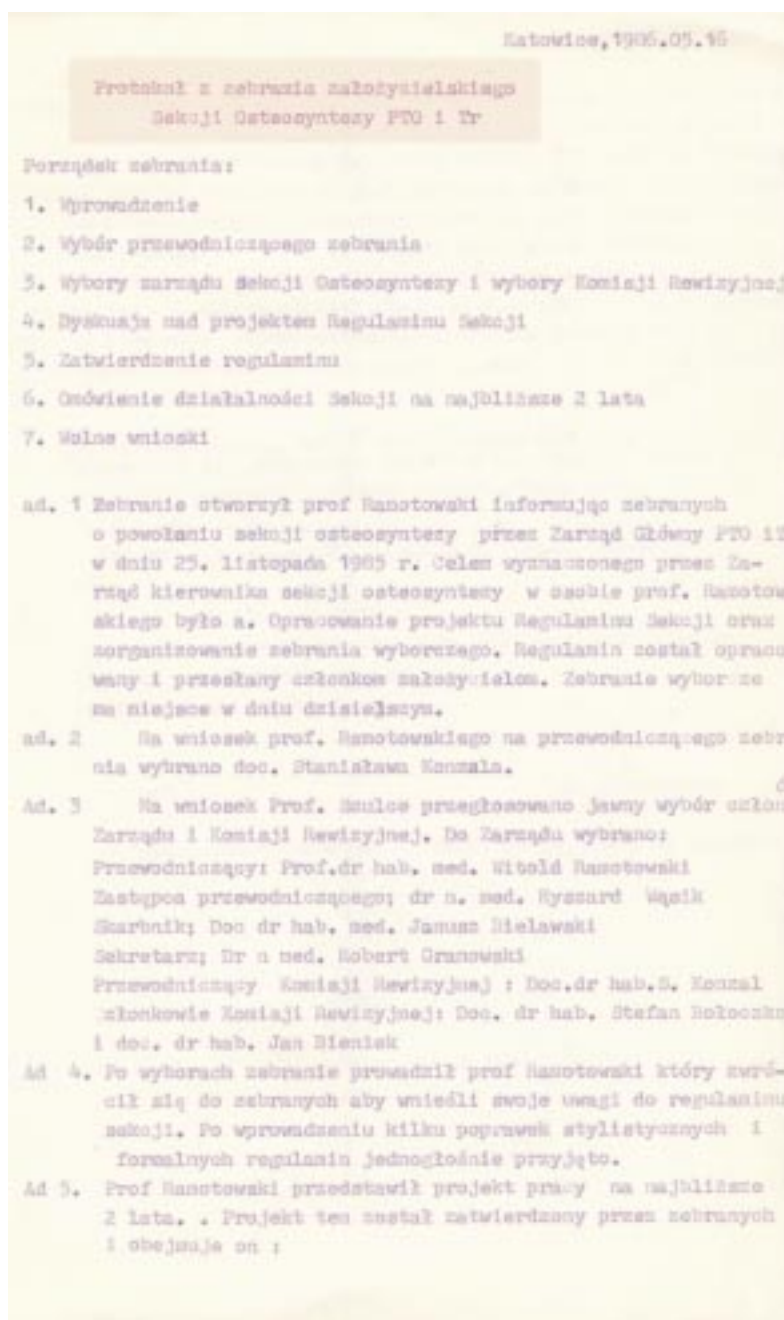 Katowice,1986.05.16
Protokół z zebrania założycielskiego
Sekcji Osteosyntezy PTO i Tr
Porządek zebrania:
1. Wprowadzenie
2. Wybór przewodniczącego zebrania
3. Wybory zarządu Sekcji Osteosyntezy i wybory Komisji Rewizyjnej
4. Dyskusja nad projektem Regulaminu Sekcji
5. Zatwierdzenie regulaminu
6. Omówienie działalności Sekcji na najbliższe 2 lata
7. Wolne wnioski
ad. 1 Zebranie otworzył prof Ramotowski informując zebranych
o powołaniu sekcji osteosyntezy przez Zarząd Główny PTO iT
w dniu 25. listopada 1985 r. Celem wyznaczonego przez Za-
rząd kierownika sekcji osteosyntezy w osobie prof. Ramotow
skiego było a. Opracowanie projektu Regulaminu Sekcji oraz
zorganizowanie zebrania wyborczego. Regulamin został opraco
wany i przesłany członkom założycielom. Zebranie wybor ze
ma miejsce w dniu dzisiejszym.
ad. 2 Na wniosek prof. Ramotowskiego na przewodniczącego zebr
nia wybrano doc. Stanisława Konzala.
Ad. 3 Na wniosek Prof. Szulca przegłosowano jawny wybór człon
Zarządu i Komisji Rewizyjnej. Do Zarządu wybrano:
Przewodniczący: Prof.dr hab. med. Witold Ramotowski
Zastępca przewodniczącego; dr n. med. Ryszard Wąsik
Skarbnik; Doc dr hab. med. Janusz Bielawski
Sekretarz; Dr n med. Robert Granowski
Przewodniczący Komisji Rewizyjnej : Doc.dr hab.S. Konzal
członkowie Komisji Rewizyjnej: Doc. dr hab. Stefan
i doc. dr hab. Jan Bieniek
Ad 4. Po wyborach zebranie prowadził prof Ramotowski który zwró-
cił się do zebranych aby wnieśli swoje uwagi do regulaminu
sekcji. Po wprowadzeniu kilku poprawek stylistycznych i
formalnych regulamin jednogłośnie przyjęto.
Ad 5. Prof Ramotowski przedstawił projekt pracy na najbliższe
2 lata. . Projekt ten został zatwierdzony przez zebranych
i obejmuje on :